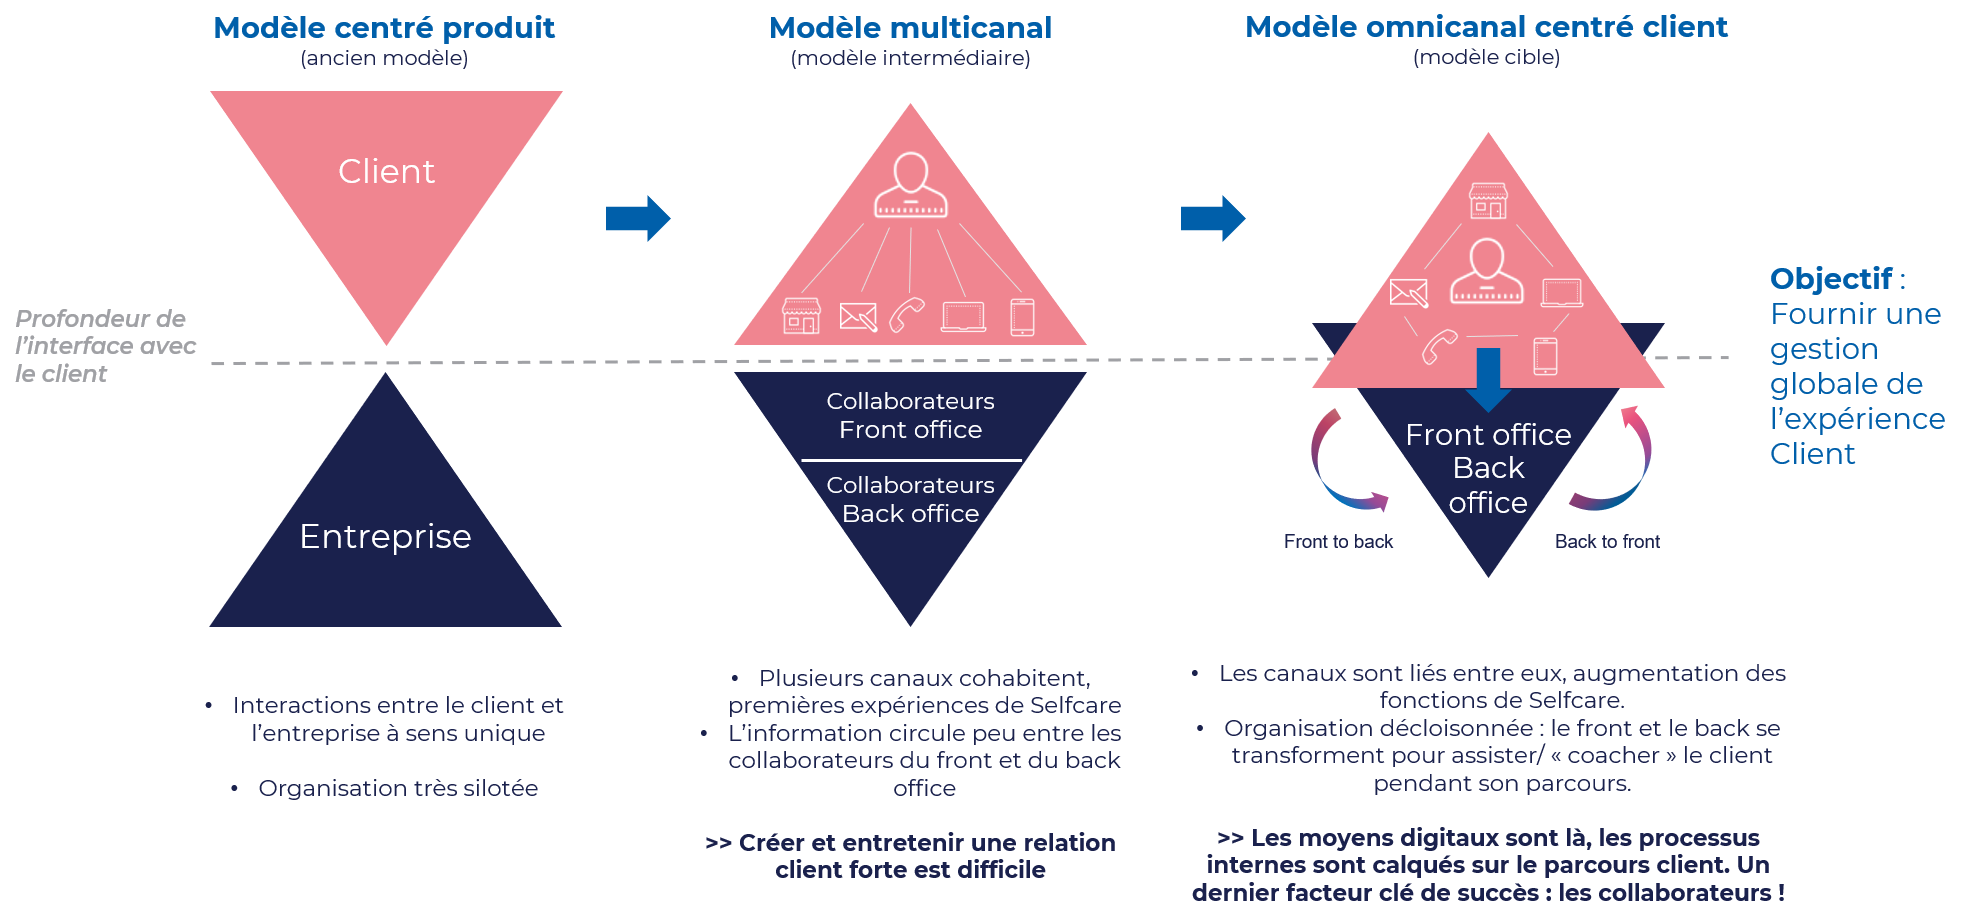 Modèle centré produit
(ancien modèle)
Client
Profondeur de
l'interface avec
le client
Entreprise
• Interactions entre le client et
l'entreprise à sens unique
• Organisation très silotée
Modèle multicanal
(modèle intermédiaire)
Collaborateurs
Front office
Collaborateurs
Back office
• Plusieurs canaux cohabitent,
premières expériences de Selfcare
• L'information circule peu entre les
collaborateurs du front et du back
office
>> Créer et entretenir une relation
client forte est difficile
Modèle omnicanal centré client
(modèle cible)
Front office
Back
office
Front to back
Back to front
• Les canaux sont liés entre eux, augmentation des
fonctions de Selfcare.
• Organisation décloisonnée : le front et le back se
transforment pour assister/ « coacher » le client
pendant son parcours.
>> Les moyens digitaux sont là, les processus
internes sont calqués sur le parcours client. Un
dernier facteur clé de succès : les collaborateurs !
Objectif :
Fournir une
gestion
globale de
l'expérience
Client